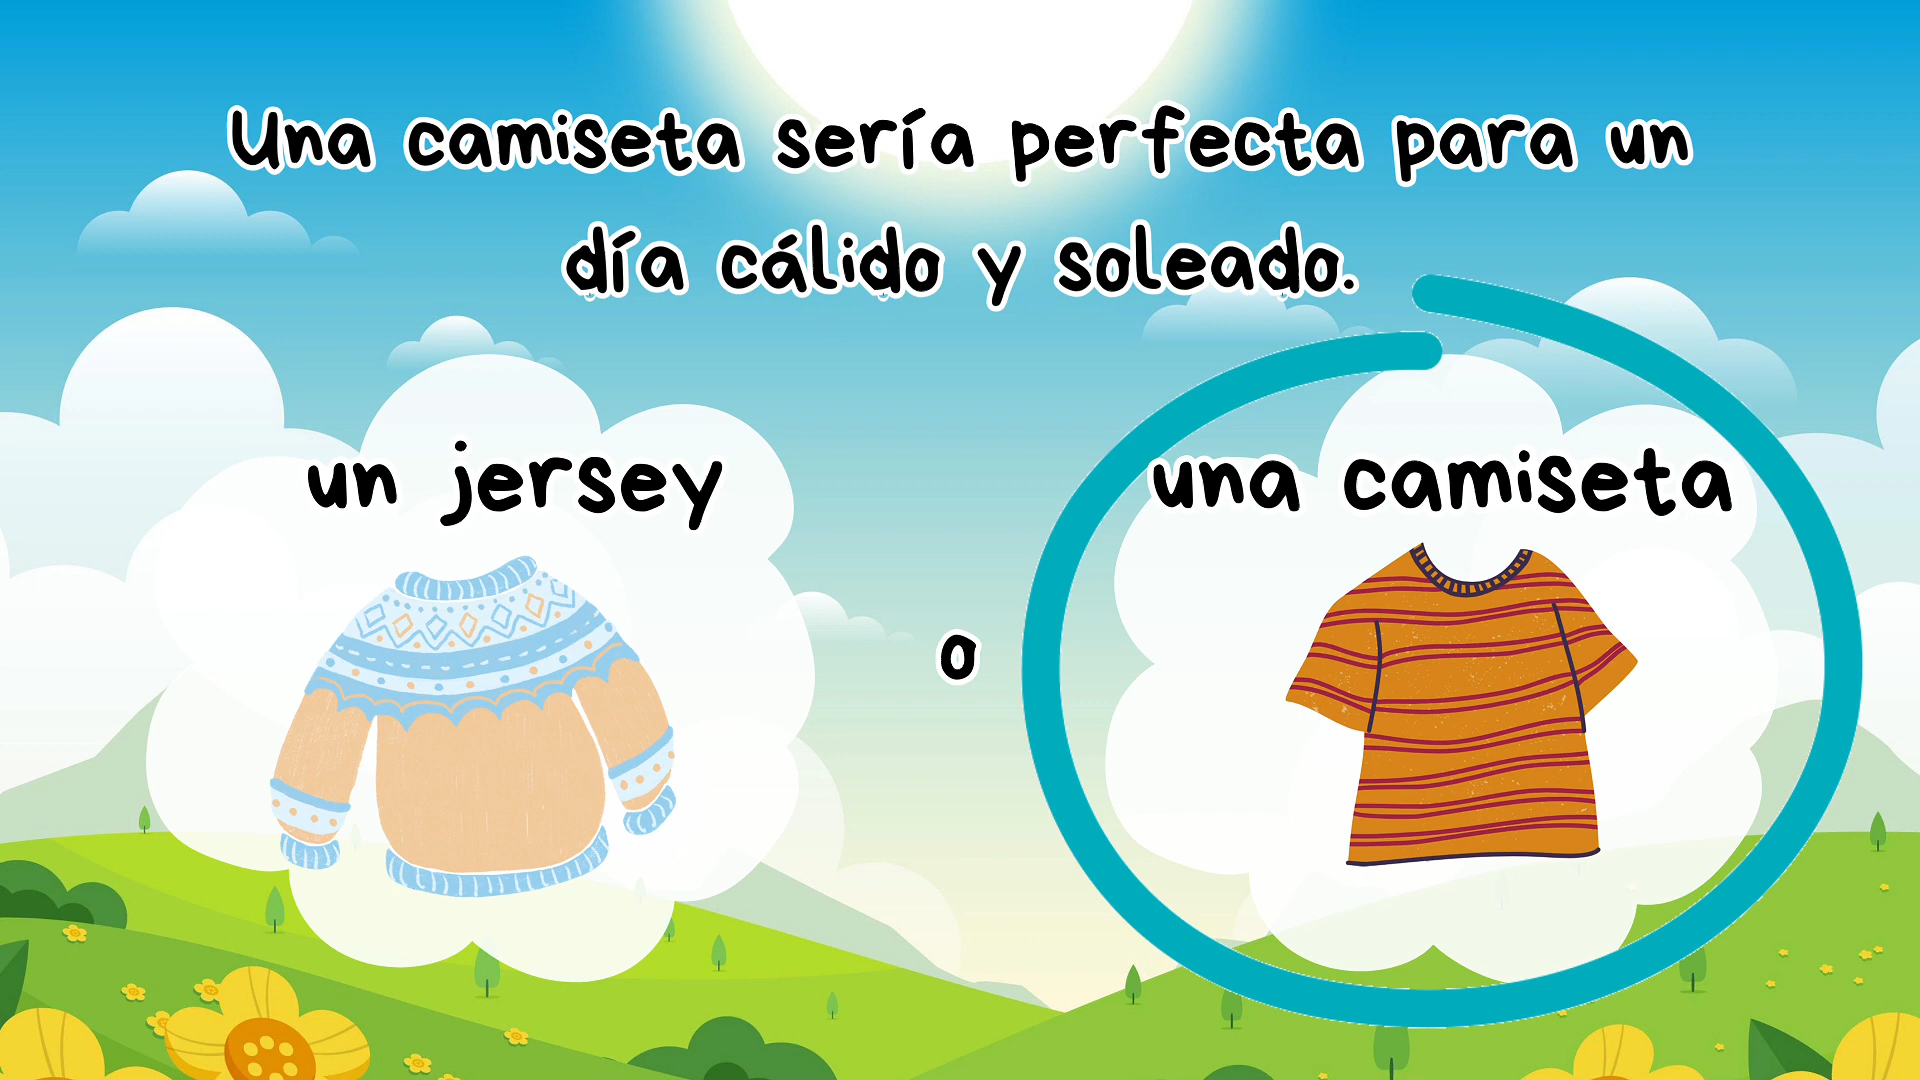 Una camiseta sería perfecta para un
día cálido y soleado.
un jersey
o
una camiseta